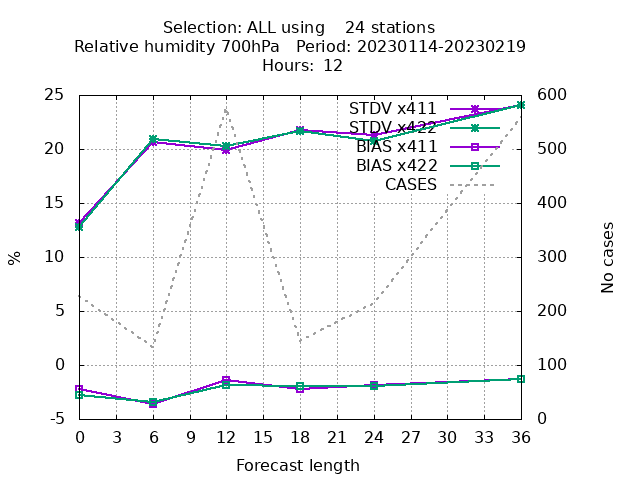 Selection: ALL using    24 stations
Relative humidity 700hPa   Period: 20230114-20230219
Hours:  12
25
20
15
10
5
0
-5
%
600
500
400
300
200
100
0
No cases
STDV x411
STDV x422
BIAS x411
BIAS x422
CASES
0 3 6 9 12 15 18 21 24 27 30 33 36
Forecast length